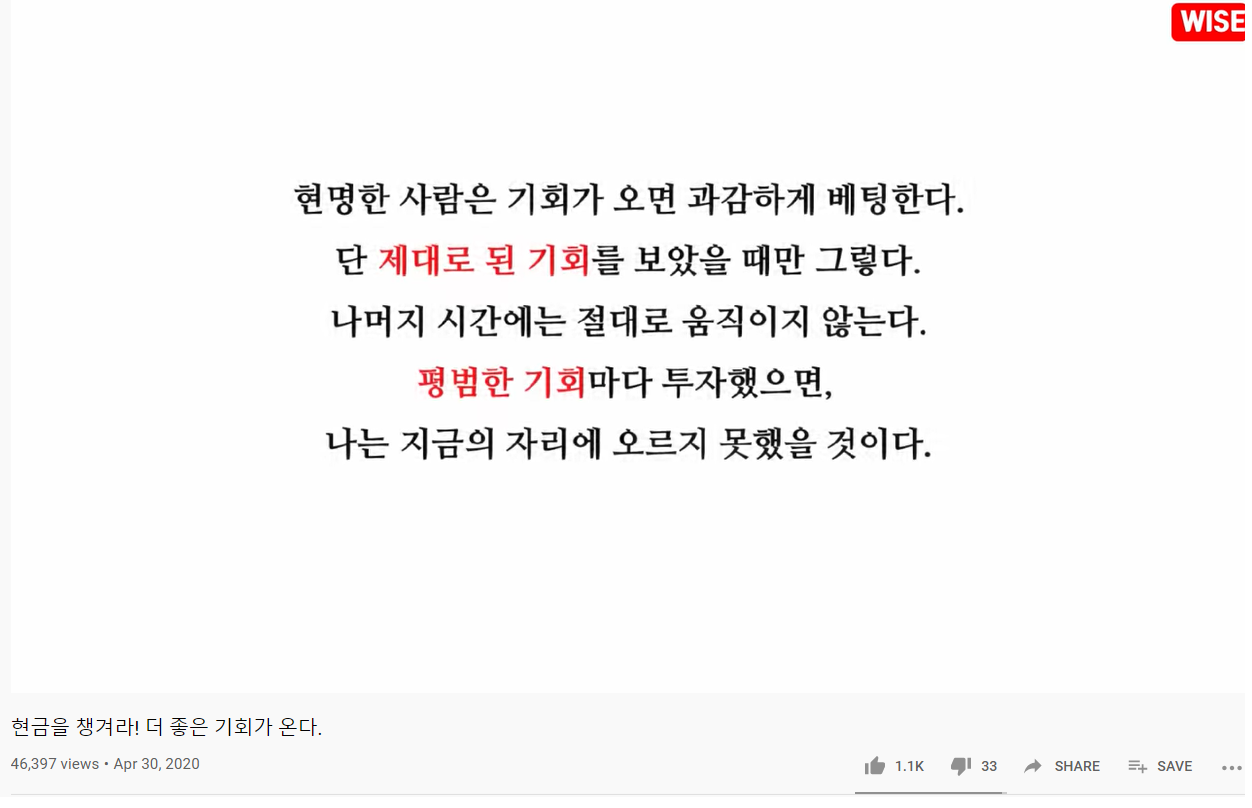 WISE
현명한 사람은 기회가 오면 과감하게 베팅한다.
단 제대로 된 기회를 보았을 때만 그렇다.
나머지 시간에는 절대로 움직이지 않는다.
평범한 기회마다 투자했으면,
나는 지금의 자리에 오르지 못했을 것이다.
현금을 챙겨라! 더 좋은 기회가 온다.
46,397 views • Apr 30, 2020
1.1K 33 SHARE SAVE